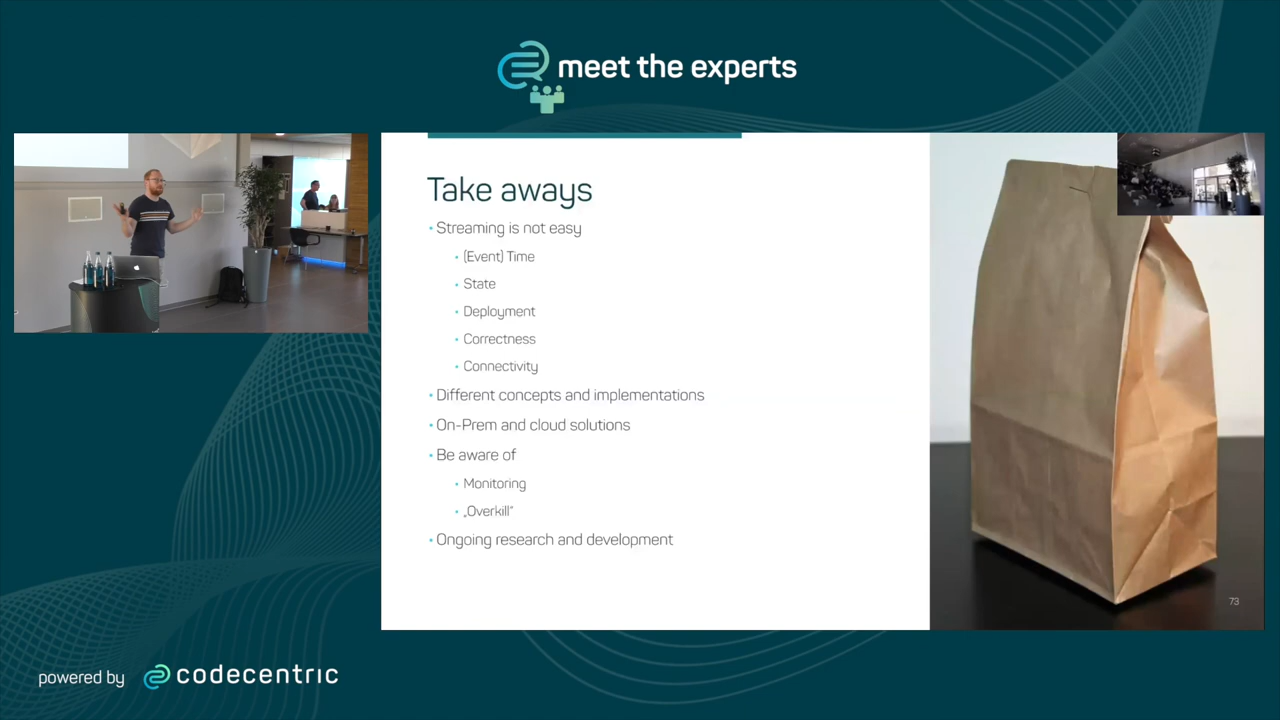 meet the experts
Take aways
• Streaming is not easy
• (Event) Time
• State
• Deployment
• Correctness
• Connectivity
• Different concepts and implementations
• On-Prem and cloud solutions
• Be aware of
• Monitoring
• „Overkill“
• Ongoing research and development
73
powered by codecentric